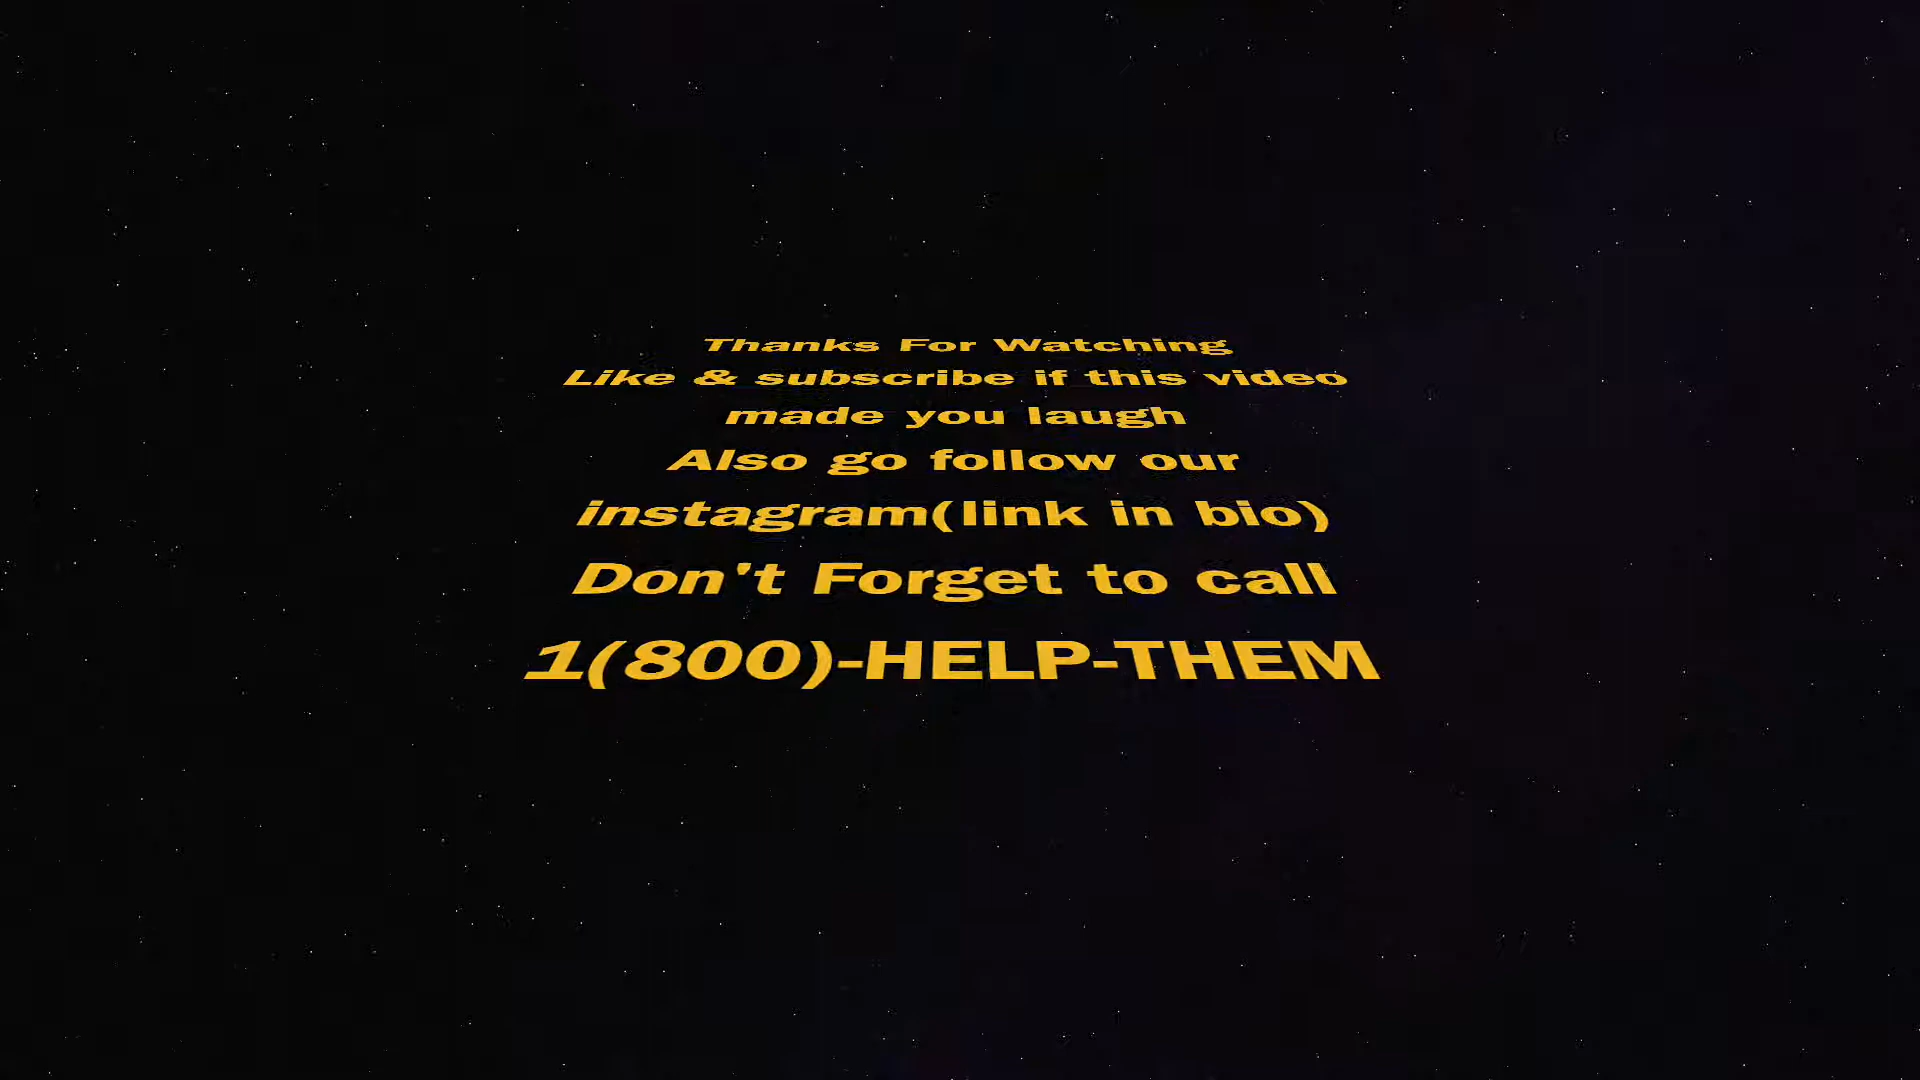 Thanks For Watching
Like & subscribe if this video
made you laugh
Also go follow our
instagram(link in bio)
Don't Forget to call
1(800)-HELP-THEM